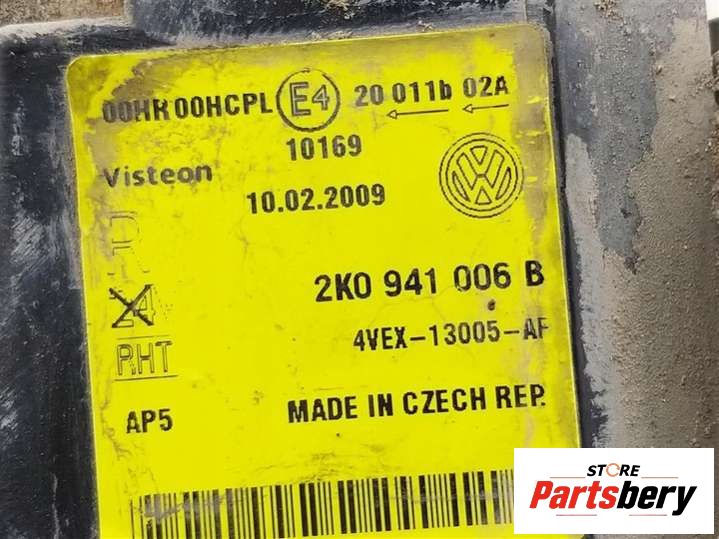 00HR 00HCPL E4 20 011b 02A
10169
Visteon
10.02.2009
R
2K0 941 006 B
24V
4VEX-13005-AF
RHT
AP5
MADE IN CZECH REP.
STORE
Partsbery